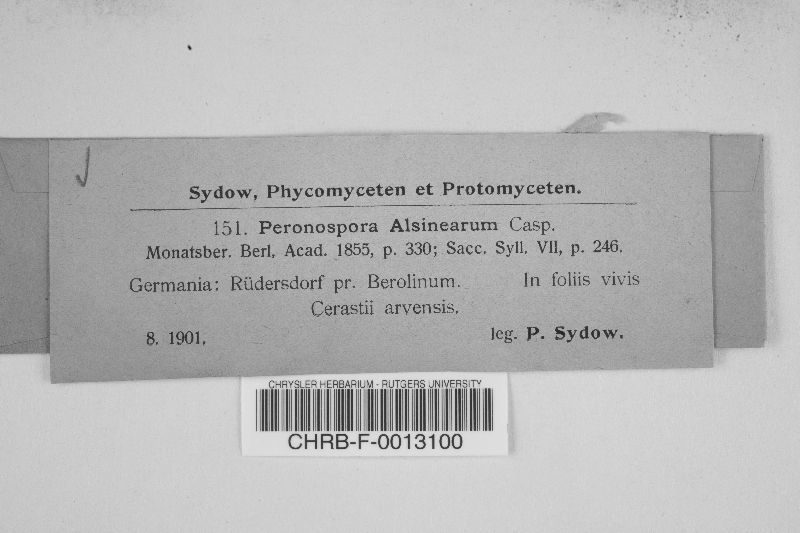 Sydow, Phycomyceten et Protomyceten.
151. Peronospora Alsinearum Casp.
Monatsber. Berl. Acad. 1855, p. 330; Sacc. Syll. VII, p. 246.
Germania: Rüdersdorf pr. Berolinum. In foliis vivis
Cerastii arvensis.
8. 1901. leg. P. Sydow.
CHRYSLER HERBARIUM - RUTGERS UNIVERSITY
CHRB-F-0013100